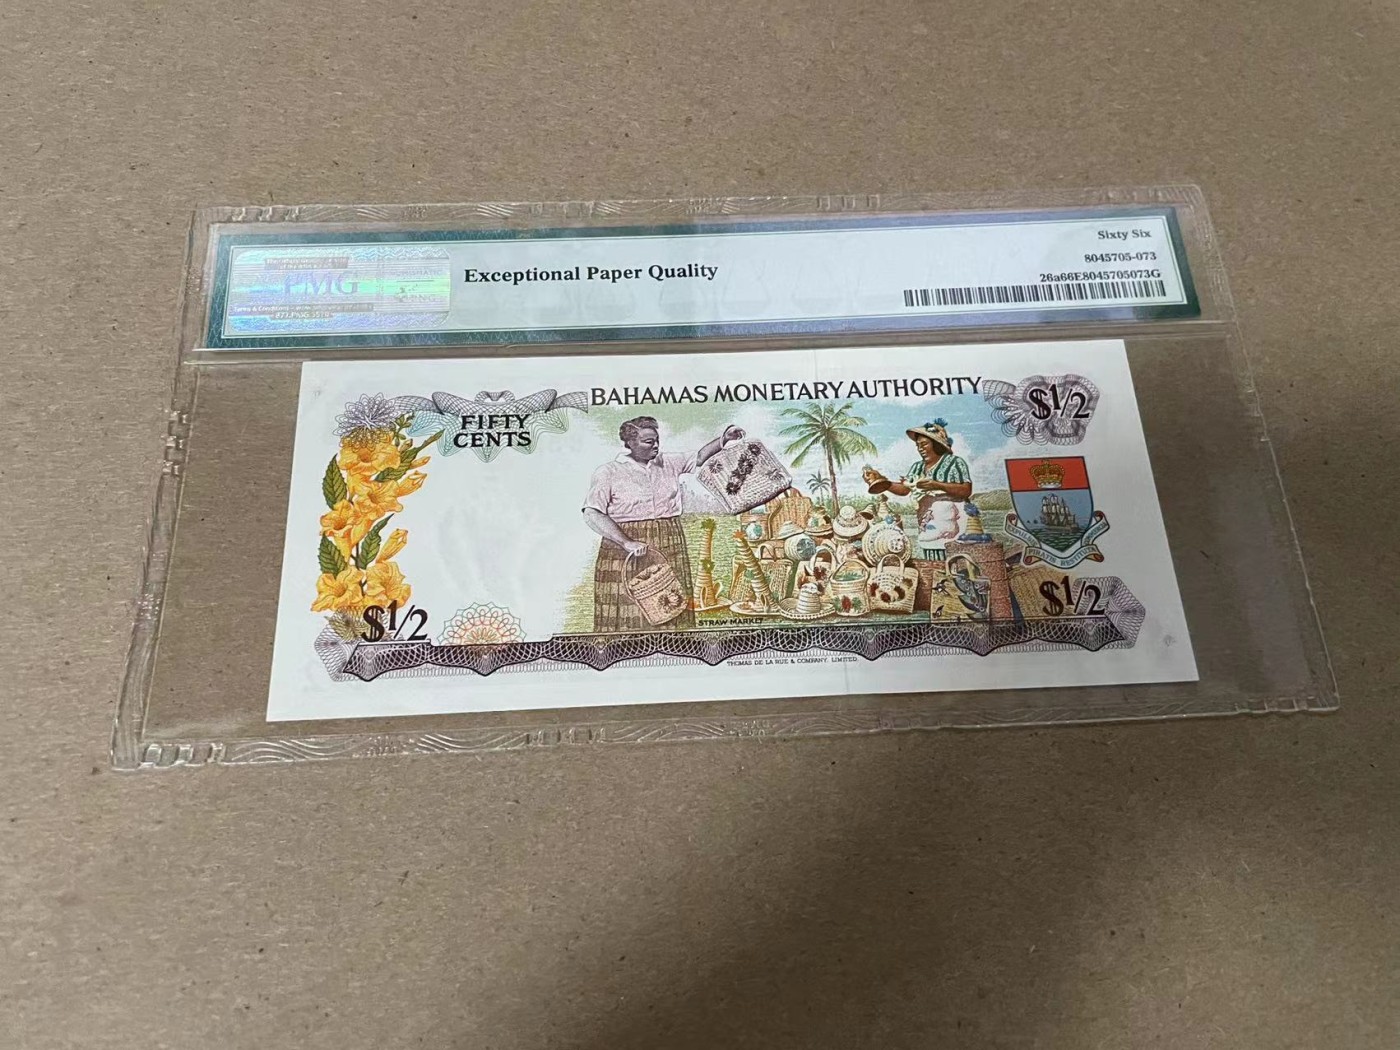 PMG
Exceptional Paper Quality
Sixty Six
8045705-073
26a66E8045705073G
BAHAMAS MONETARY AUTHORITY
FIFTY
CENTS
$1/2
$1/2
$1/2
STRAW MARKET
THOMAS DE LA RUE & COMPANY, LIMITED.